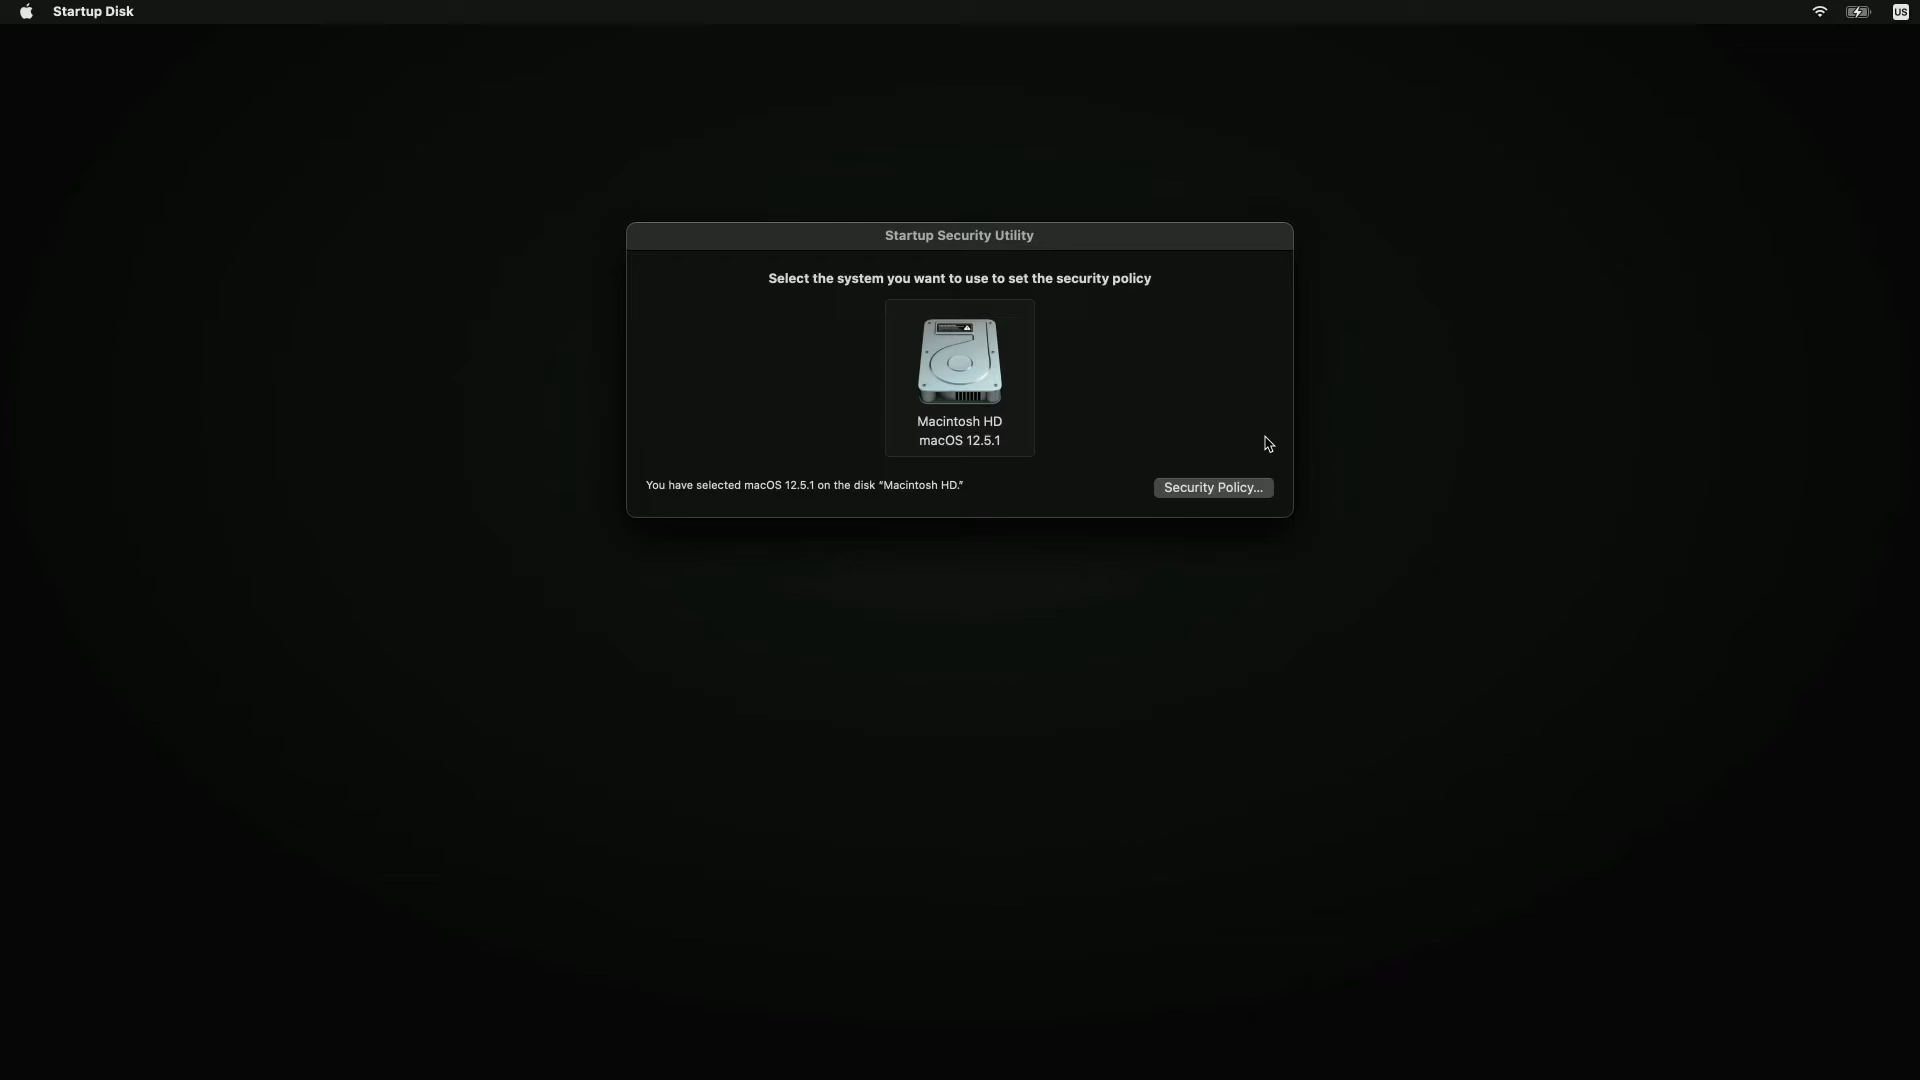 Startup Disk
US
Startup Security Utility
Select the system you want to use to set the security policy
Macintosh HD
macOS 12.5.1
You have selected macOS 12.5.1 on the disk “Macintosh HD.”
Security Policy...